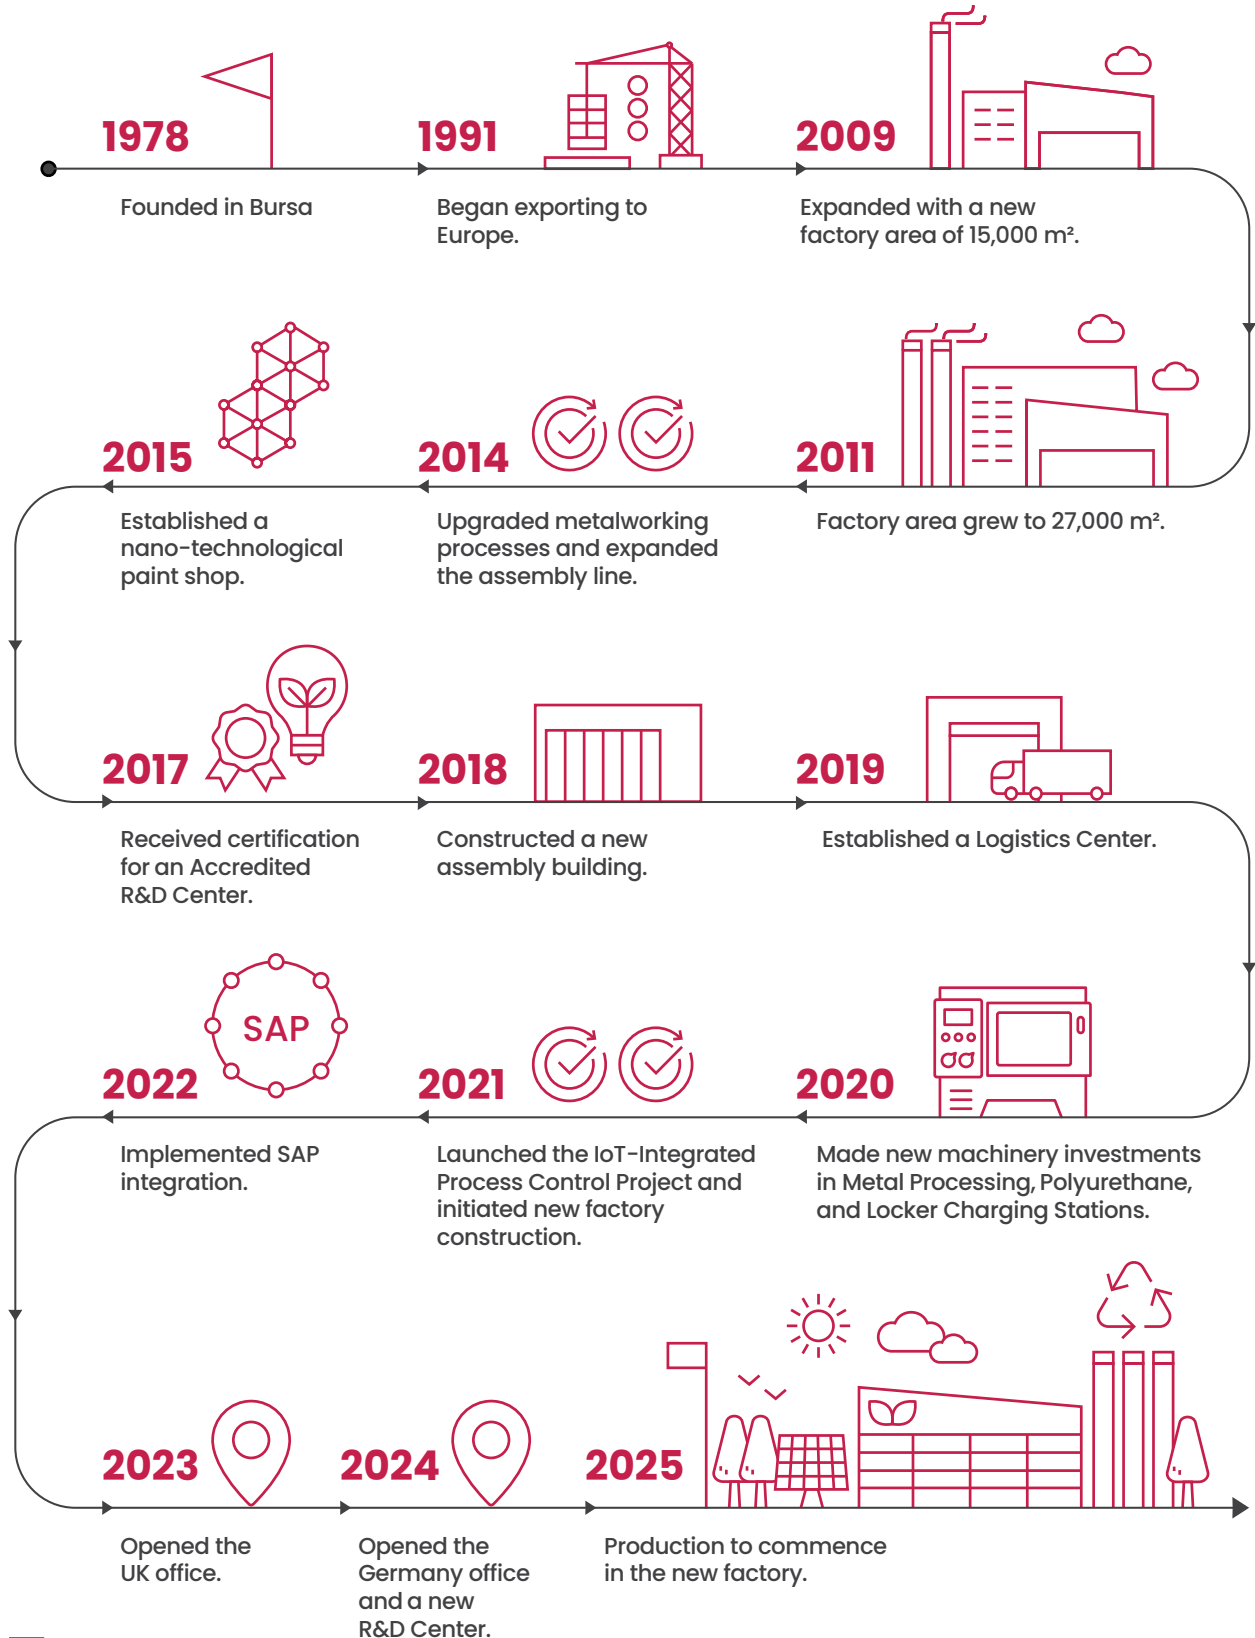 1978
Founded in Bursa
1991
Began exporting to
Europe.
2009
Expanded with a new
factory area of 15,000 m².
2011
Factory area grew to 27,000 m².
2014
Upgraded metalworking
processes and expanded
the assembly line.
2015
Established a
nano-technological
paint shop.
2017
Received certification
for an Accredited
R&D Center.
2018
Constructed a new
assembly building.
2019
Established a Logistics Center.
2020
Made new machinery investments
in Metal Processing, Polyurethane,
and Locker Charging Stations.
2021
Launched the IoT-Integrated
Process Control Project and
initiated new factory
construction.
SAP
2022
Implemented SAP
integration.
2023
Opened the
UK office.
2024
Opened the
Germany office
and a new
R&D Center.
2025
Production to commence
in the new factory.